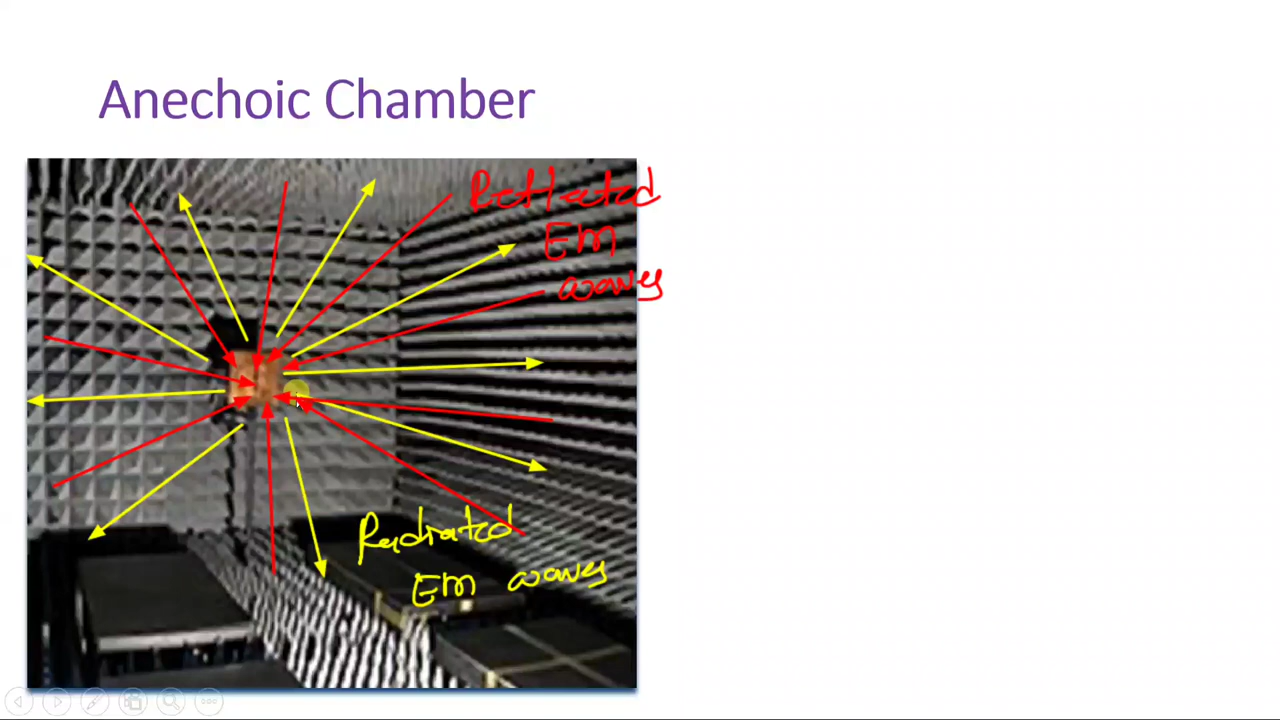 Anechoic Chamber
Reflected
EM
waves
Radiated
EM waves